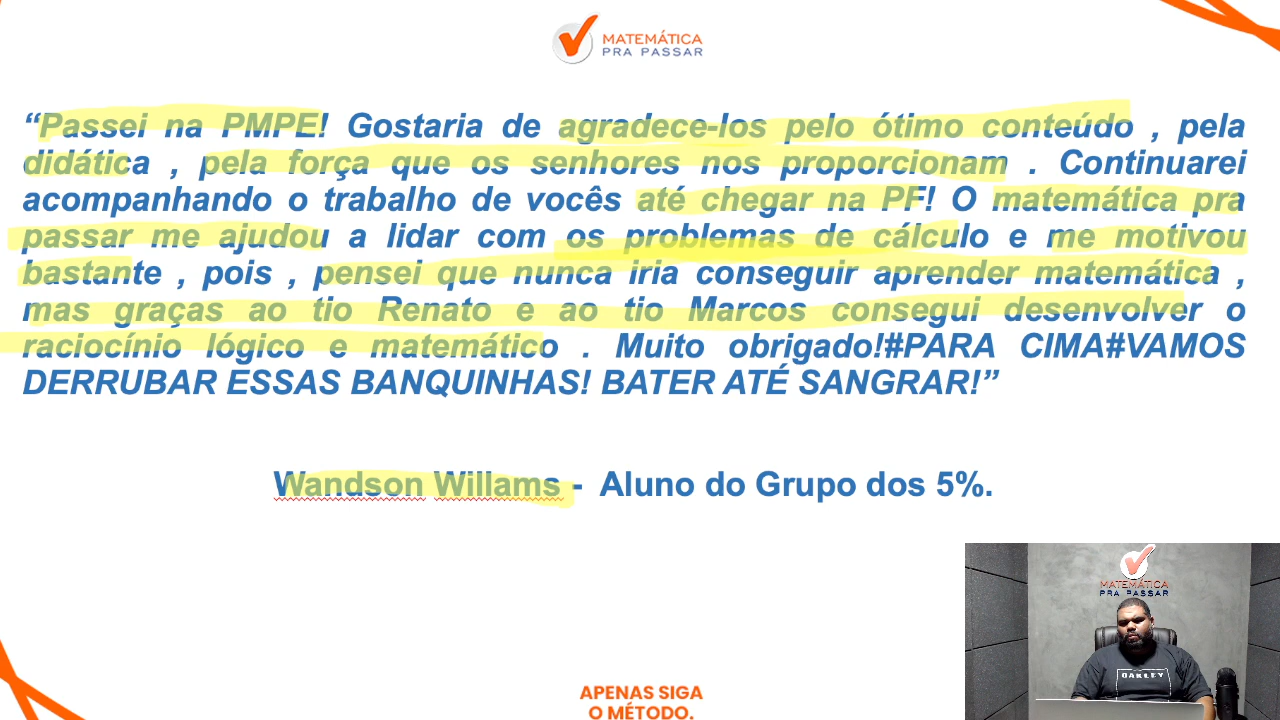 MATEMÁTICA
PRA PASSAR
“Passei na PMPE! Gostaria de agradece-los pelo ótimo conteúdo , pela
didática , pela força que os senhores nos proporcionam . Continuarei
acompanhando o trabalho de vocês até chegar na PF! O matemática pra
passar me ajudou a lidar com os problemas de cálculo e me motivou
bastante , pois , pensei que nunca iria conseguir aprender matemática ,
mas graças ao tio Renato e ao tio Marcos consegui desenvolver o
raciocínio lógico e matemático . Muito obrigado!#PARA CIMA#VAMOS
DERRUBAR ESSAS BANQUINHAS! BATER ATÉ SANGRAR!”
Wandson Willams - Aluno do Grupo dos 5%.
MATEMÁTICA
PRA PASSAR
OAKLEY
APENAS SIGA
O MÉTODO.